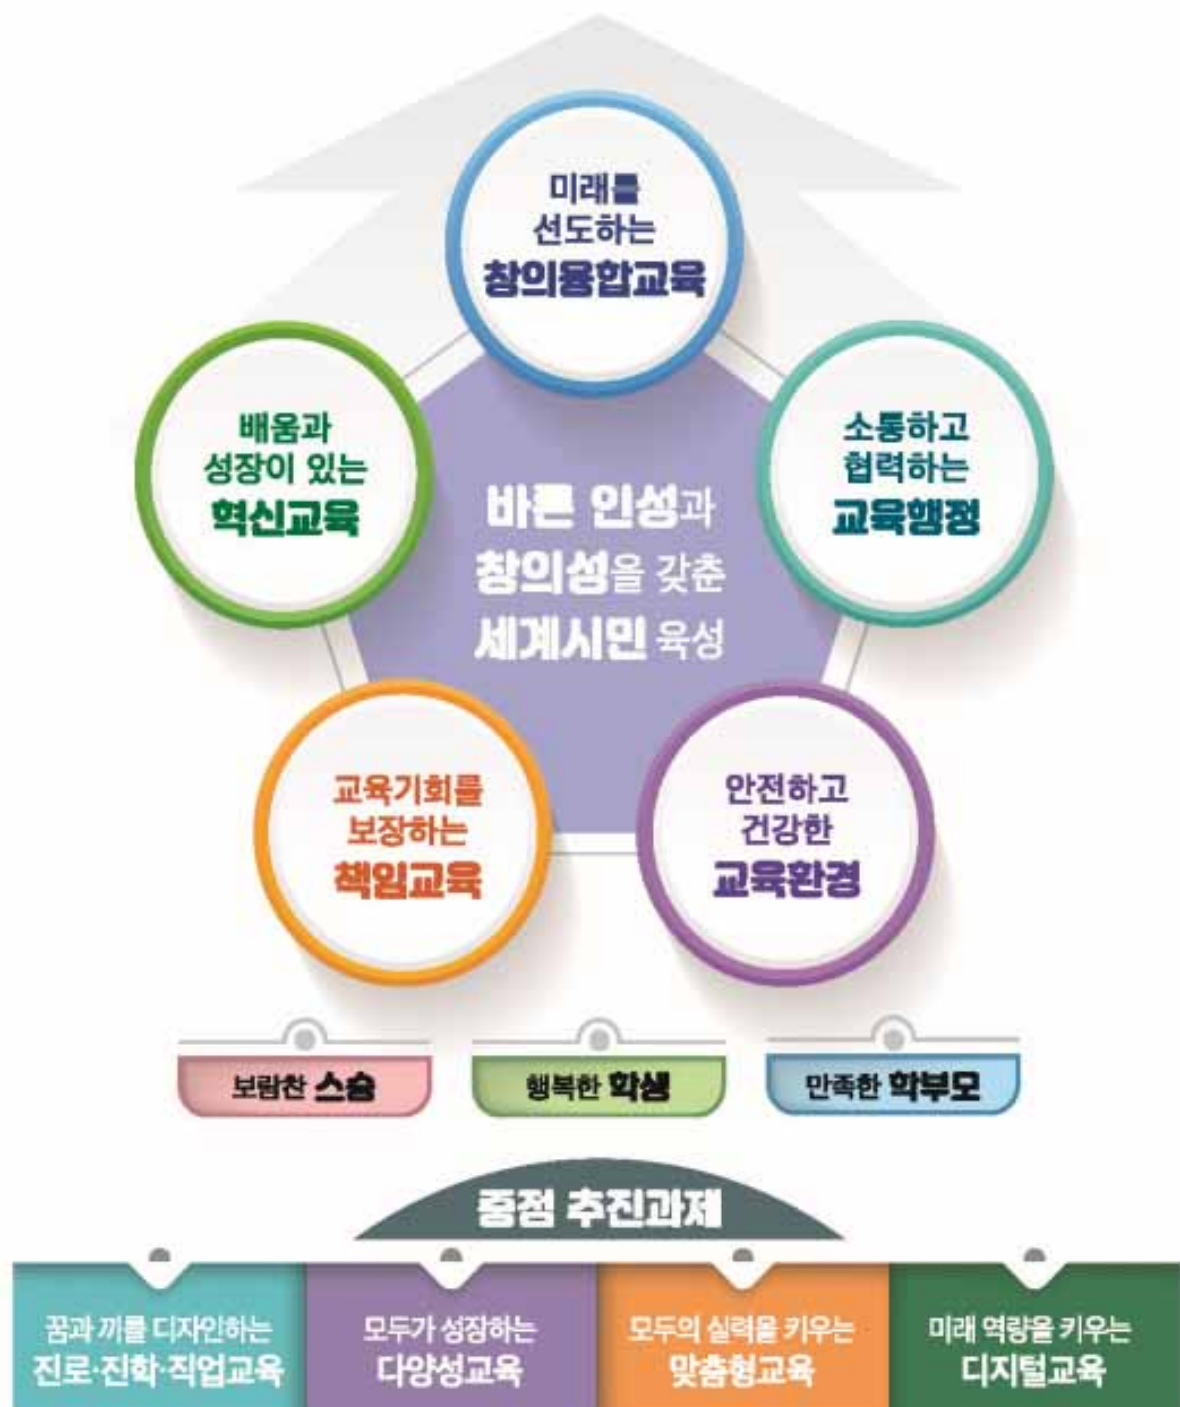 미래를
선도하는
창의융합교육
배움과
성장이 있는
혁신교육
소통하고
협력하는
교육행정
바른 인성과
창의성을 갖춘
세계시민 육성
교육기회를
보장하는
책임교육
안전하고
건강한
교육환경
보람찬 스승
행복한 학생
만족한 학부모
중점 추진과제
꿈과 끼를 디자인하는
진로·진학·직업교육
모두가 성장하는
다양성교육
모두의 실력을 키우는
맞춤형교육
미래 역량을 키우는
디지털교육